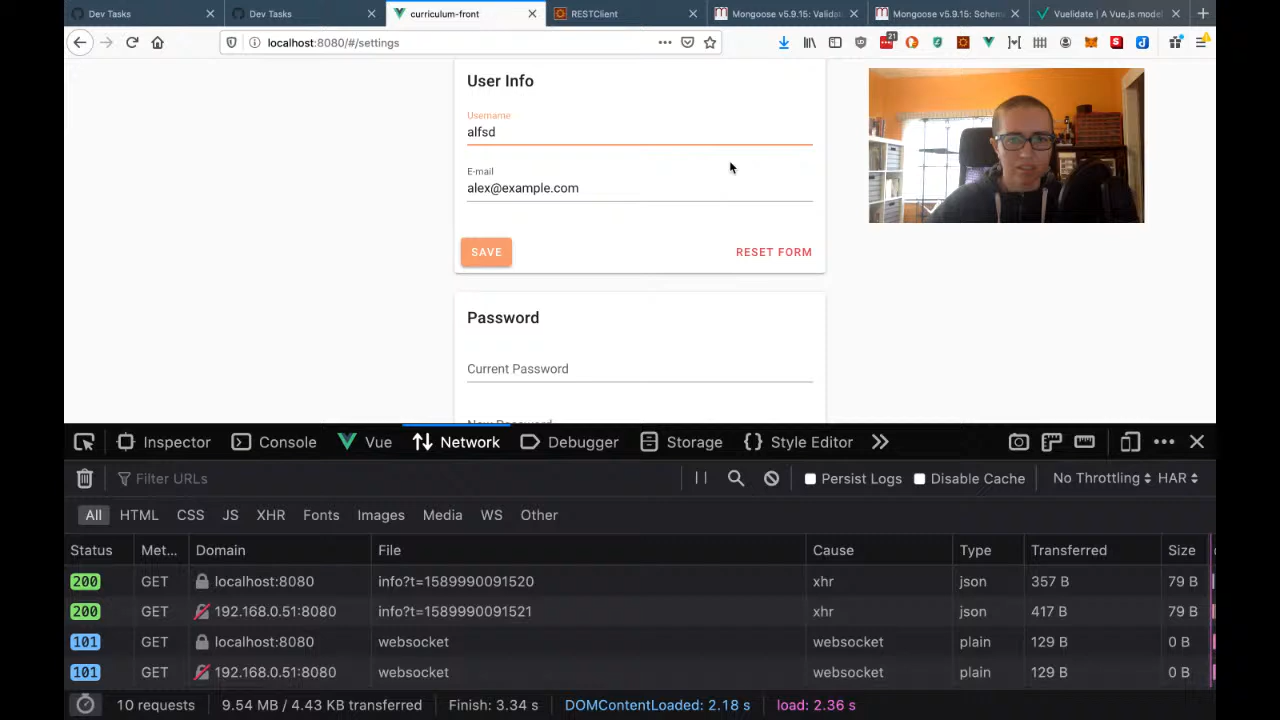 Dev Tasks
Dev Tasks
curriculum-front
RESTClient
Mongoose v5.9.15: Validat
Mongoose v5.9.15: Schem
Vuelidate | A Vue.js model
localhost:8080/#/settings
21
User Info
Username
alfsd
E-mail
alex@example.com
SAVE
RESET FORM
Password
Current Password
New Password
Inspector
Console
Vue
Network
Debugger
Storage
Style Editor
Filter URLs
Persist Logs
Disable Cache
No Throttling
HAR
All
HTML
CSS
JS
XHR
Fonts
Images
Media
WS
Other
Status
Met...
Domain
File
Cause
Type
Transferred
Size
200 GET localhost:8080 info?t=1589990091520 xhr json 357 B 79 B
200 GET 192.168.0.51:8080 info?t=1589990091521 xhr json 417 B 79 B
101 GET localhost:8080 websocket websocket plain 129 B 0 B
101 GET 192.168.0.51:8080 websocket websocket plain 129 B 0 B
10 requests
9.54 MB / 4.43 KB transferred
Finish: 3.34 s
DOMContentLoaded: 2.18 s
load: 2.36 s